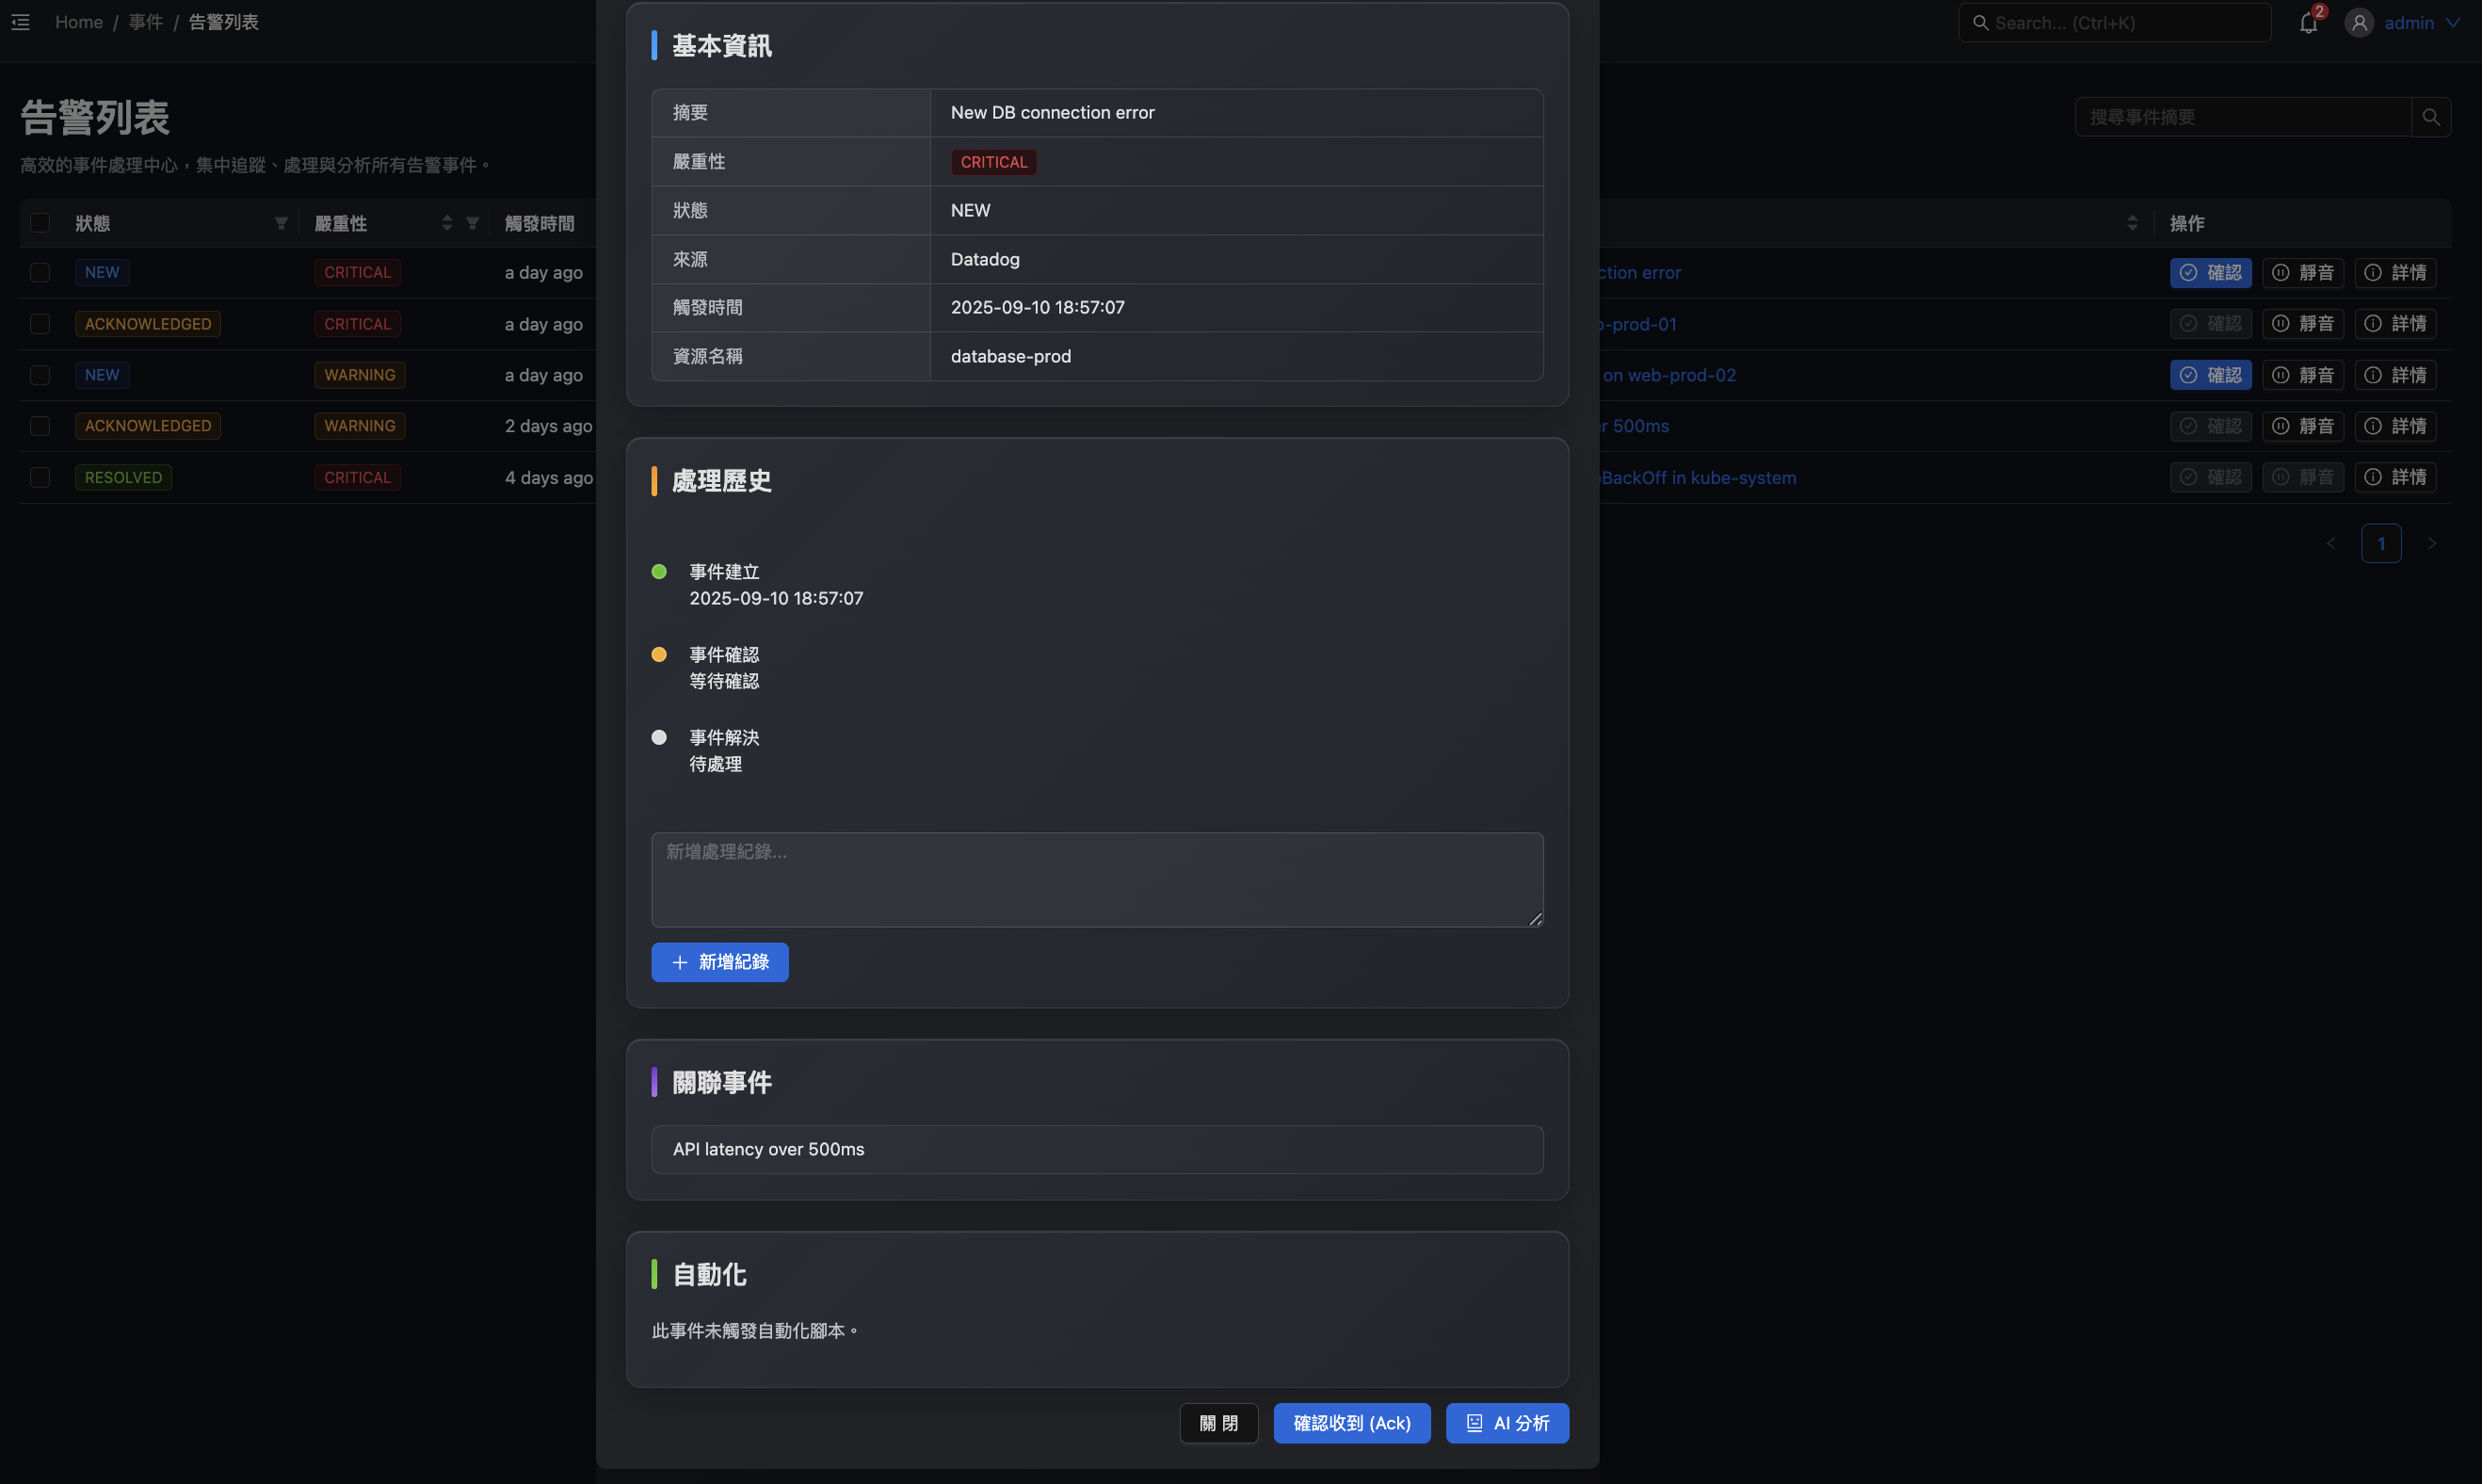 Home / 事件 / 告警列表
Search... (Ctrl+K)
2
admin
告警列表
高效的事件處理中心，集中追蹤、處理與分析所有告警事件。
搜尋事件摘要
狀態 嚴重性 觸發時間 操作
NEW CRITICAL a day ago ction error 確認 靜音 詳情
ACKNOWLEDGED CRITICAL a day ago b-prod-01 確認 靜音 詳情
NEW WARNING a day ago on web-prod-02 確認 靜音 詳情
ACKNOWLEDGED WARNING 2 days ago er 500ms 確認 靜音 詳情
RESOLVED CRITICAL 4 days ago BackOff in kube-system 確認 靜音 詳情
1
基本資訊
摘要 New DB connection error
嚴重性 CRITICAL
狀態 NEW
來源 Datadog
觸發時間 2025-09-10 18:57:07
資源名稱 database-prod
處理歷史
事件建立
2025-09-10 18:57:07
事件確認
等待確認
事件解決
待處理
新增處理紀錄...
新增紀錄
關聯事件
API latency over 500ms
自動化
此事件未觸發自動化腳本。
關 閉 確認收到 (Ack) AI 分析